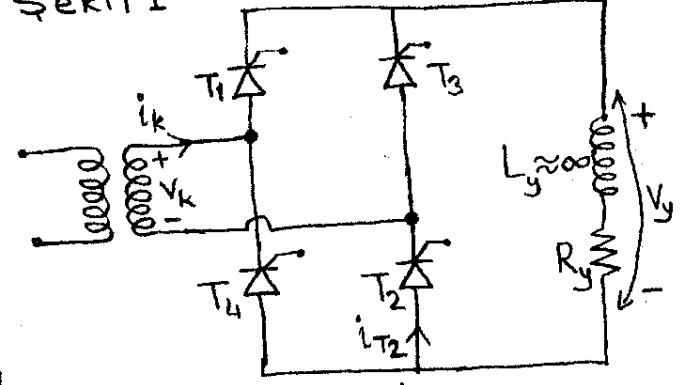 Şekil 1
T1
T3
ik
+
Vk
-
Ly≈∞
+
Vy
Ry
-
T4
T2
iT2